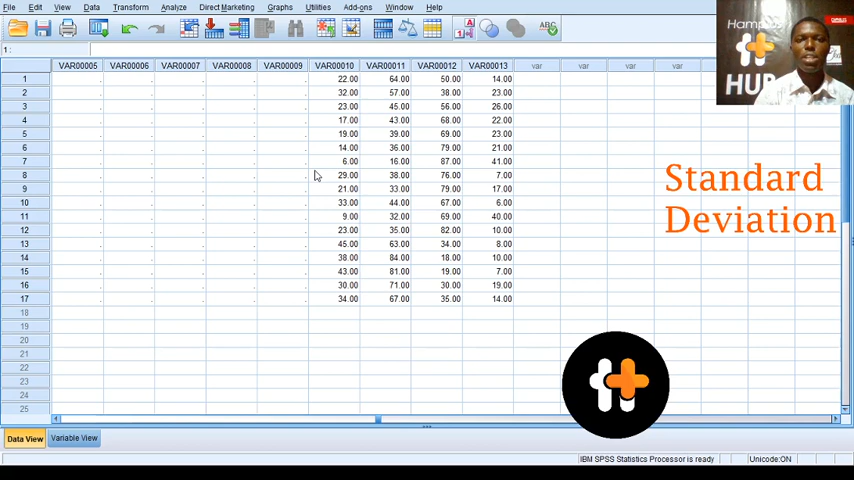 File Edit View Data Transform Analyze Direct Marketing Graphs Utilities Add-ons Window Help
1 :
VAR00005 VAR00006 VAR00007 VAR00008 VAR00009 VAR00010 VAR00011 VAR00012 VAR00013 var var var var
1 . . . . . 22.00 64.00 50.00 14.00
2 . . . . . 32.00 57.00 38.00 23.00
3 . . . . . 23.00 45.00 56.00 26.00
4 . . . . . 17.00 43.00 68.00 22.00
5 . . . . . 19.00 39.00 69.00 23.00
6 . . . . . 14.00 36.00 79.00 21.00
7 . . . . . 6.00 16.00 87.00 41.00
8 . . . . . 29.00 38.00 76.00 7.00
9 . . . . . 21.00 33.00 79.00 17.00
10 . . . . . 33.00 44.00 67.00 6.00
11 . . . . . 9.00 32.00 69.00 40.00
12 . . . . . 23.00 35.00 82.00 10.00
13 . . . . . 45.00 63.00 34.00 8.00
14 . . . . . 38.00 84.00 18.00 10.00
15 . . . . . 43.00 81.00 19.00 7.00
16 . . . . . 30.00 71.00 30.00 19.00
17 . . . . . 34.00 67.00 35.00 14.00
18
19
20
21
22
23
24
25
HUB
Standard
Deviation
Data View Variable View
IBM SPSS Statistics Processor is ready Unicode:ON